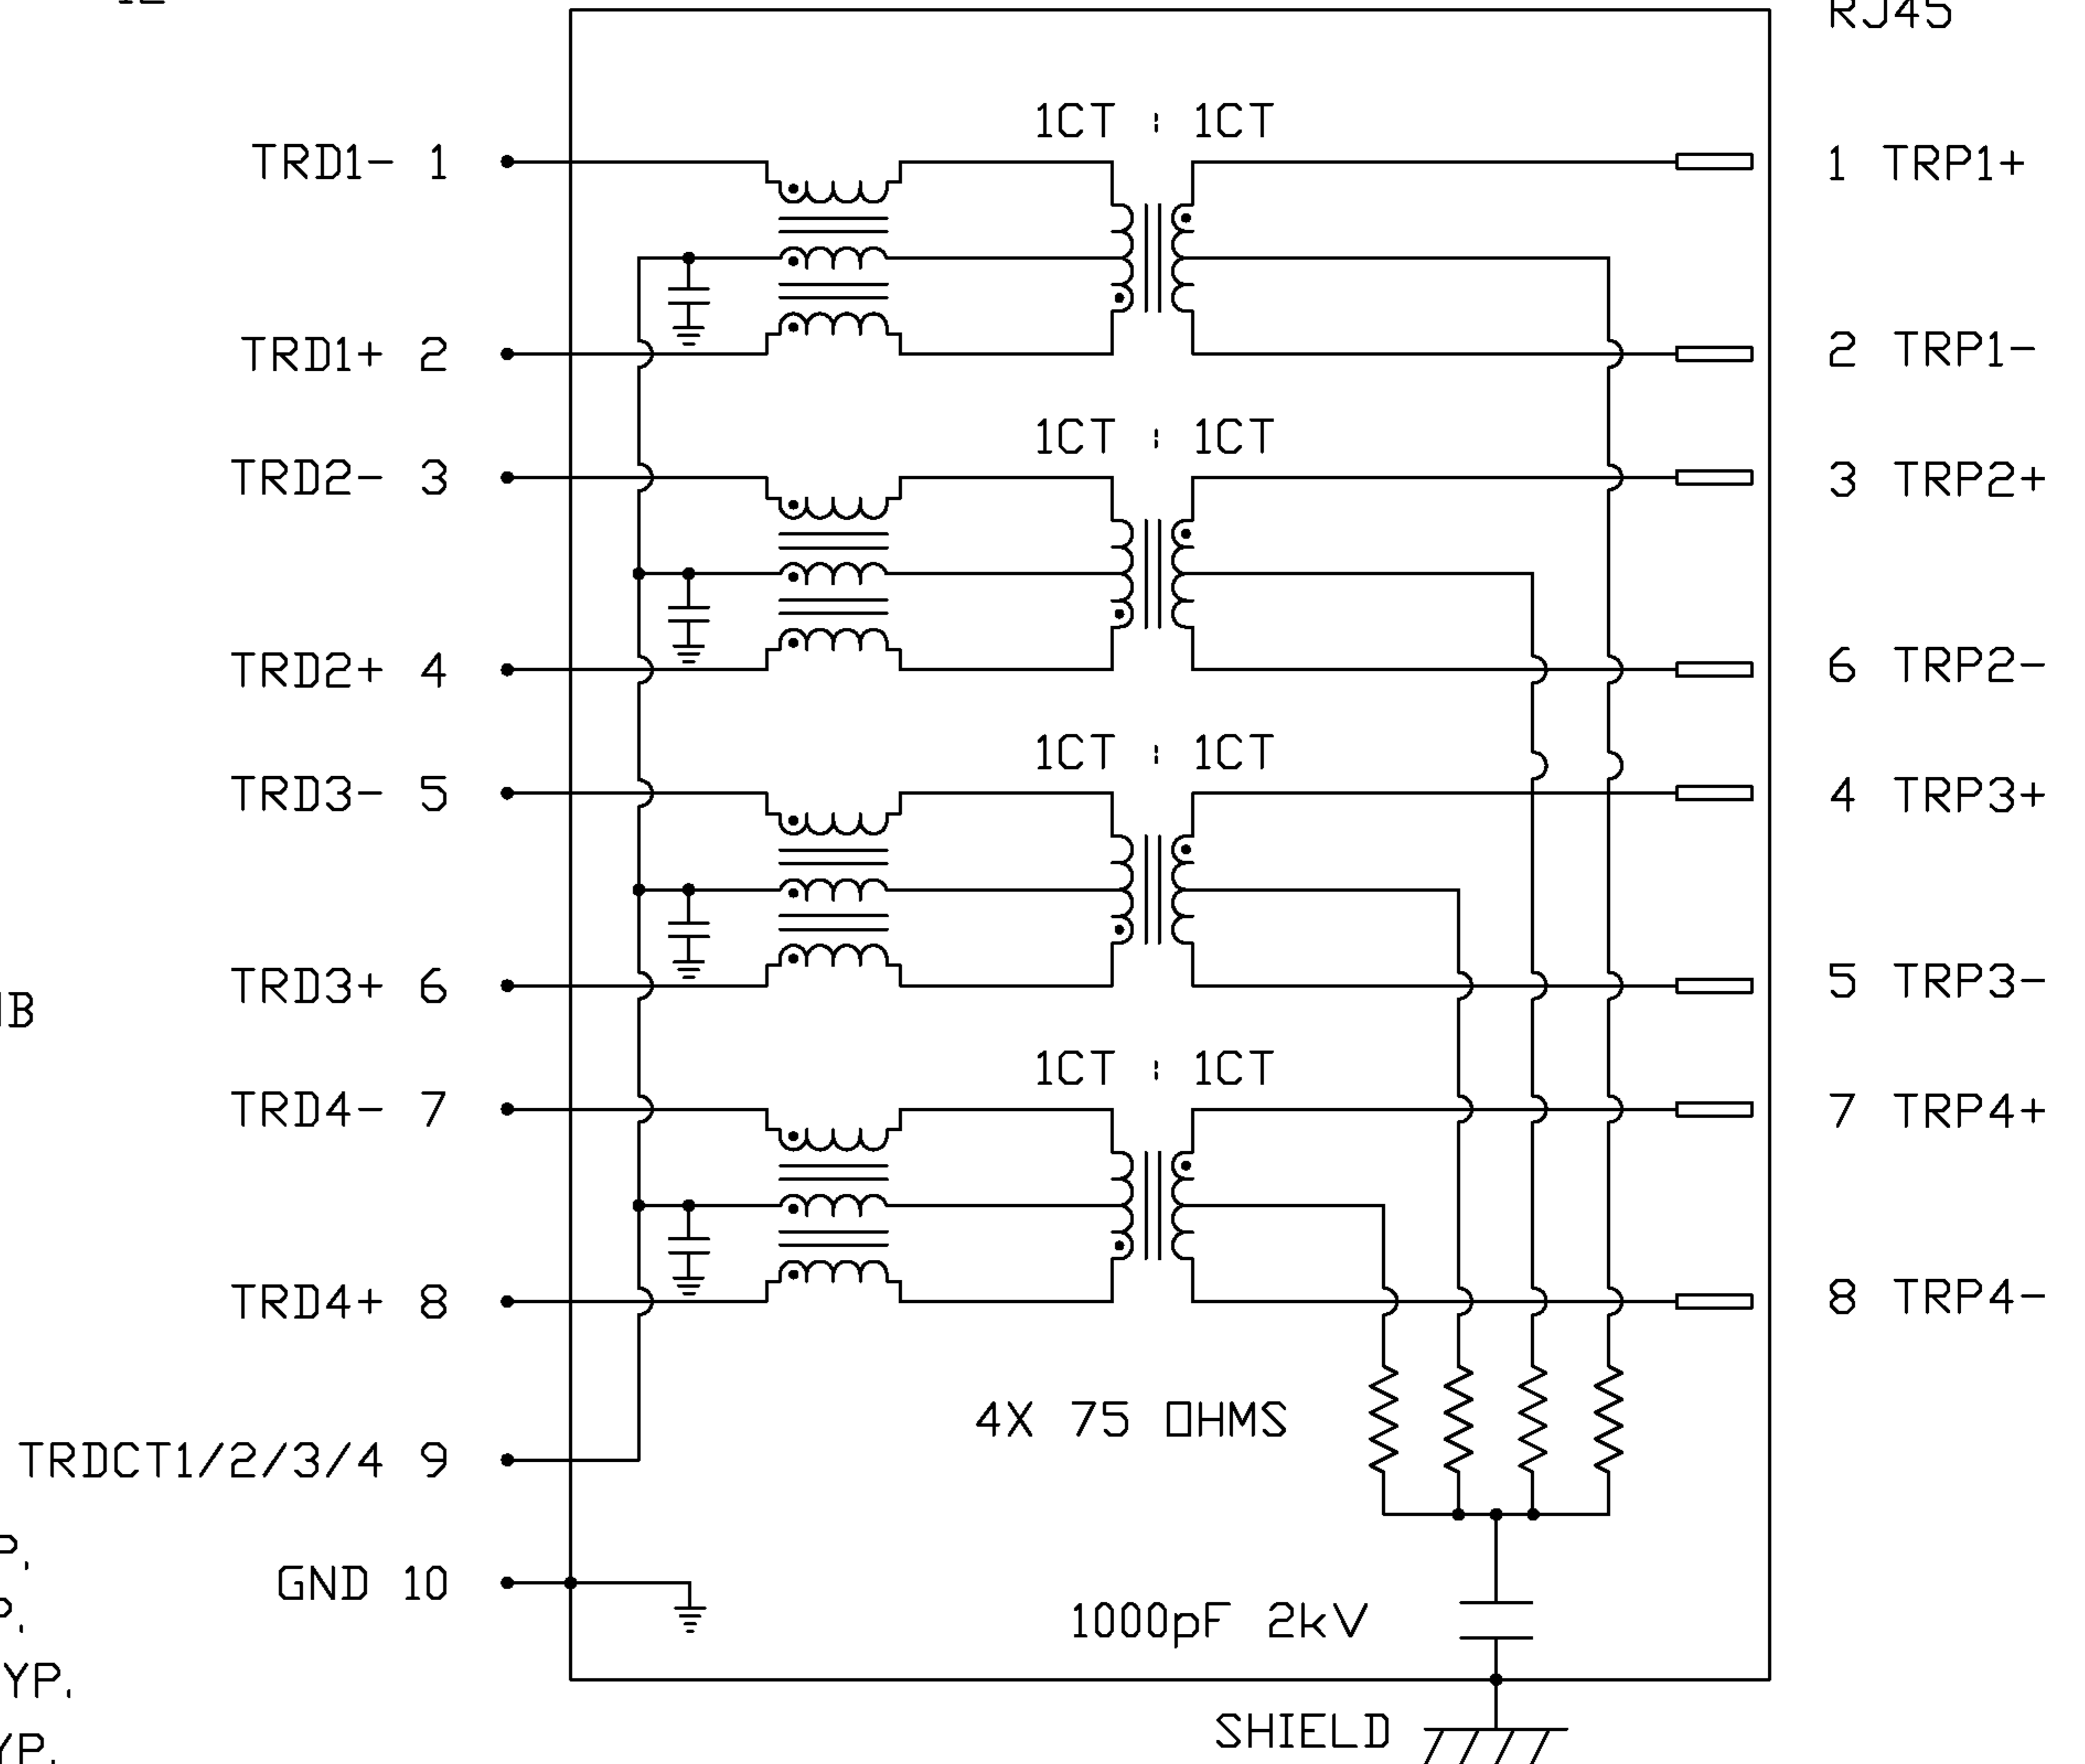 RJ45
1CT : 1CT
TRD1- 1
1 TRP1+
TRD1+ 2
2 TRP1-
1CT : 1CT
TRD2- 3
3 TRP2+
TRD2+ 4
6 TRP2-
1CT : 1CT
TRD3- 5
4 TRP3+
TRD3+ 6
5 TRP3-
1CT : 1CT
TRD4- 7
7 TRP4+
TRD4+ 8
8 TRP4-
4X 75 OHMS
TRDCT1/2/3/4 9
P.
GND 10
P.
1000pF 2kV
YP.
SHIELD
YP.